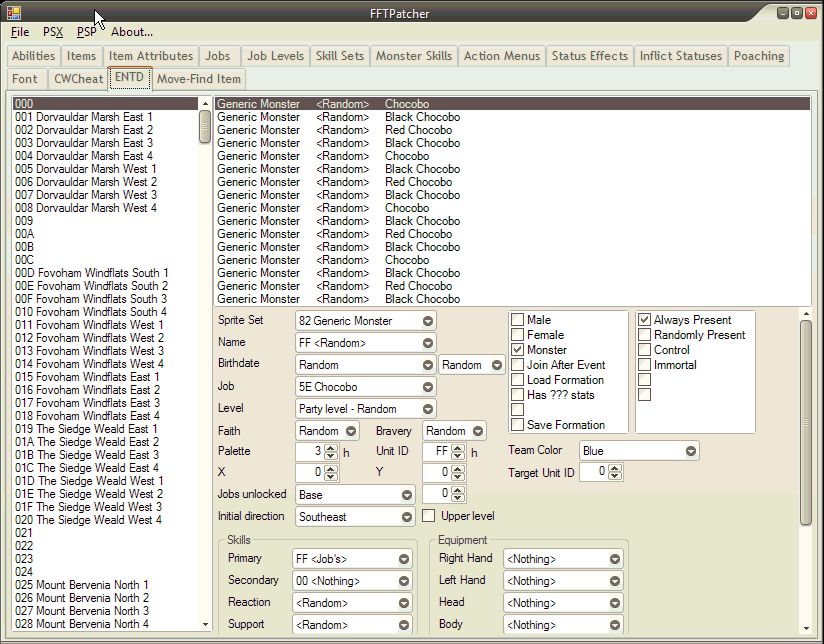 FFTPatcher
File PSX PSP About...
Abilities Items Item Attributes Jobs Job Levels Skill Sets Monster Skills Action Menus Status Effects Inflict Statuses Poaching
Font CWCheat ENTD Move-Find Item
000
001 Dorvauldar Marsh East 1
002 Dorvauldar Marsh East 2
003 Dorvauldar Marsh East 3
004 Dorvauldar Marsh East 4
005 Dorvauldar Marsh West 1
006 Dorvauldar Marsh West 2
007 Dorvauldar Marsh West 3
008 Dorvauldar Marsh West 4
009
00A
00B
00C
00D Fovoham Windflats South 1
00E Fovoham Windflats South 2
00F Fovoham Windflats South 3
010 Fovoham Windflats South 4
011 Fovoham Windflats West 1
012 Fovoham Windflats West 2
013 Fovoham Windflats West 3
014 Fovoham Windflats West 4
015 Fovoham Windflats East 1
016 Fovoham Windflats East 2
017 Fovoham Windflats East 3
018 Fovoham Windflats East 4
019 The Siedge Weald East 1
01A The Siedge Weald East 2
01B The Siedge Weald East 3
01C The Siedge Weald East 4
01D The Siedge Weald West 1
01E The Siedge Weald West 2
01F The Siedge Weald West 3
020 The Siedge Weald West 4
021
022
023
024
025 Mount Bervenia North 1
026 Mount Bervenia North 2
027 Mount Bervenia North 3
028 Mount Bervenia North 4
Generic Monster <Random> Chocobo
Generic Monster <Random> Black Chocobo
Generic Monster <Random> Red Chocobo
Generic Monster <Random> Black Chocobo
Generic Monster <Random> Chocobo
Generic Monster <Random> Black Chocobo
Generic Monster <Random> Red Chocobo
Generic Monster <Random> Black Chocobo
Generic Monster <Random> Chocobo
Generic Monster <Random> Black Chocobo
Generic Monster <Random> Red Chocobo
Generic Monster <Random> Black Chocobo
Generic Monster <Random> Chocobo
Generic Monster <Random> Black Chocobo
Generic Monster <Random> Red Chocobo
Generic Monster <Random> Black Chocobo
Sprite Set 82 Generic Monster
Name FF <Random>
Birthdate Random Random
Job 5E Chocobo
Level Party level - Random
Faith Random Bravery Random
Palette 3 h Unit ID FF h
X 0 Y 0
Jobs unlocked Base 0
Initial direction Southeast Upper level
Male
Female
Monster
Join After Event
Load Formation
Has ??? stats
Save Formation
Always Present
Randomly Present
Control
Immortal
Team Color Blue
Target Unit ID 0
Skills
Primary FF <Job's>
Secondary 00 <Nothing>
Reaction <Random>
Support <Random>
Equipment
Right Hand <Nothing>
Left Hand <Nothing>
Head <Nothing>
Body <Nothing>